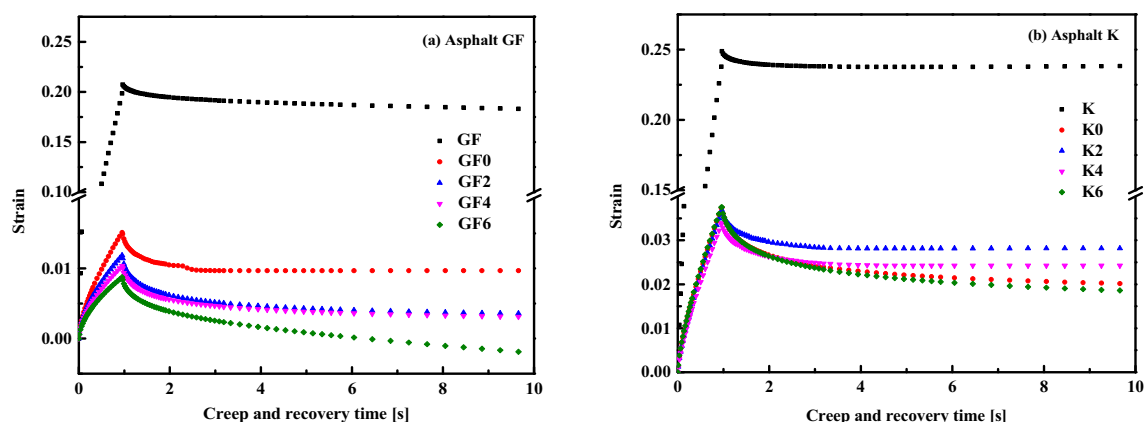 (a) Asphalt GF
0.25
0.20
0.15
0.10
0.01
0.00
Strain
GF
GF0
GF2
GF4
GF6
0 2 4 6 8 10
Creep and recovery time [s]
(b) Asphalt K
0.25
0.20
0.15
0.03
0.02
0.01
0.00
Strain
K
K0
K2
K4
K6
0 2 4 6 8 10
Creep and recovery time [s]